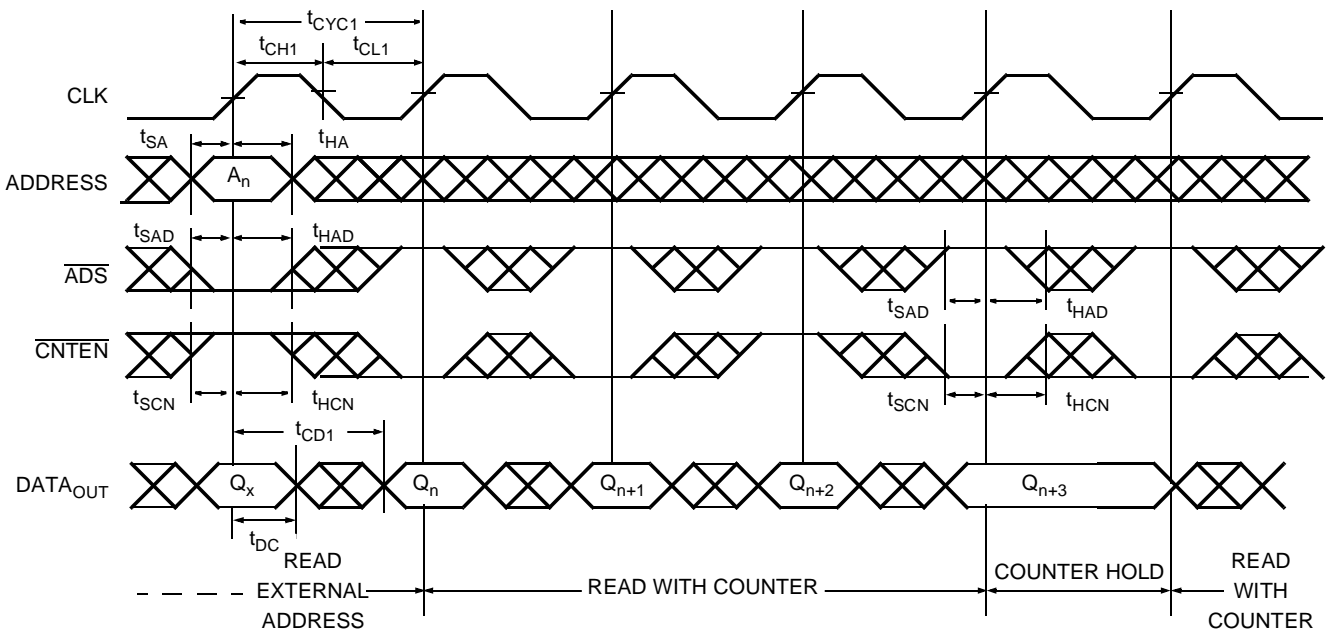 tCYC1
tCH1 tCL1
CLK
tSA tHA
ADDRESS An
tSAD tHAD
ADS
tSAD tHAD
CNTEN
tSCN tHCN tSCN tHCN
tCD1
DATAOUT Qx Qn Qn+1 Qn+2 Qn+3
tDC
READ EXTERNAL ADDRESS
READ WITH COUNTER
COUNTER HOLD
READ WITH COUNTER